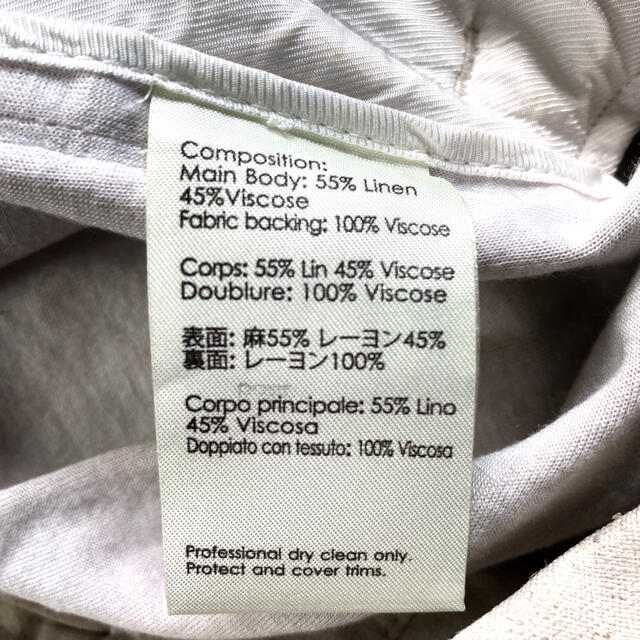 Composition:
Main Body: 55% Linen
45%Viscose
Fabric backing: 100% Viscose
Corps: 55% Lin 45% Viscose
Doublure: 100% Viscose
表面: 麻55% レーヨン45%
裏面: レーヨン100%
Corpo principale: 55% Lino
45% Viscosa
Doppiato con tessuto: 100% Viscosa
Professional dry clean only.
Protect and cover trims.